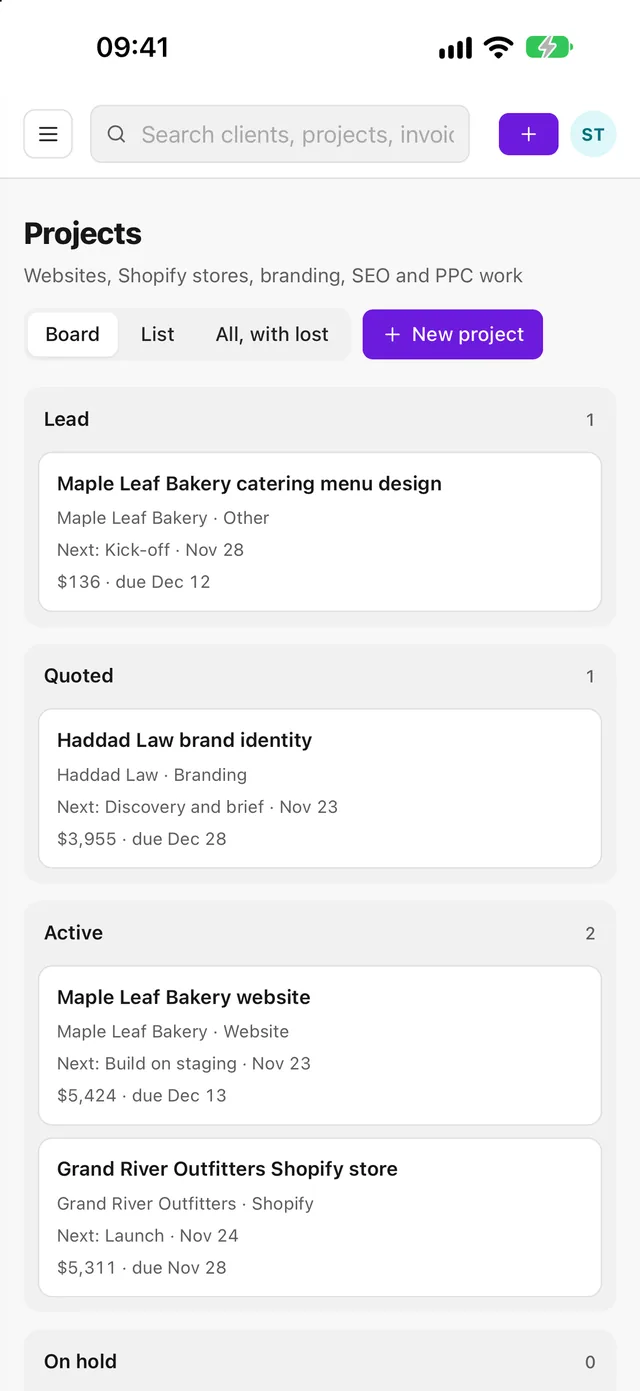 09:41
Search clients, projects, invoic
ST
Projects
Websites, Shopify stores, branding, SEO and PPC work
Board
List
All, with lost
+ New project
Lead
1
Maple Leaf Bakery catering menu design
Maple Leaf Bakery · Other
Next: Kick-off · Nov 28
$136 · due Dec 12
Quoted
1
Haddad Law brand identity
Haddad Law · Branding
Next: Discovery and brief · Nov 23
$3,955 · due Dec 28
Active
2
Maple Leaf Bakery website
Maple Leaf Bakery · Website
Next: Build on staging · Nov 23
$5,424 · due Dec 13
Grand River Outfitters Shopify store
Grand River Outfitters · Shopify
Next: Launch · Nov 24
$5,311 · due Nov 28
On hold
0